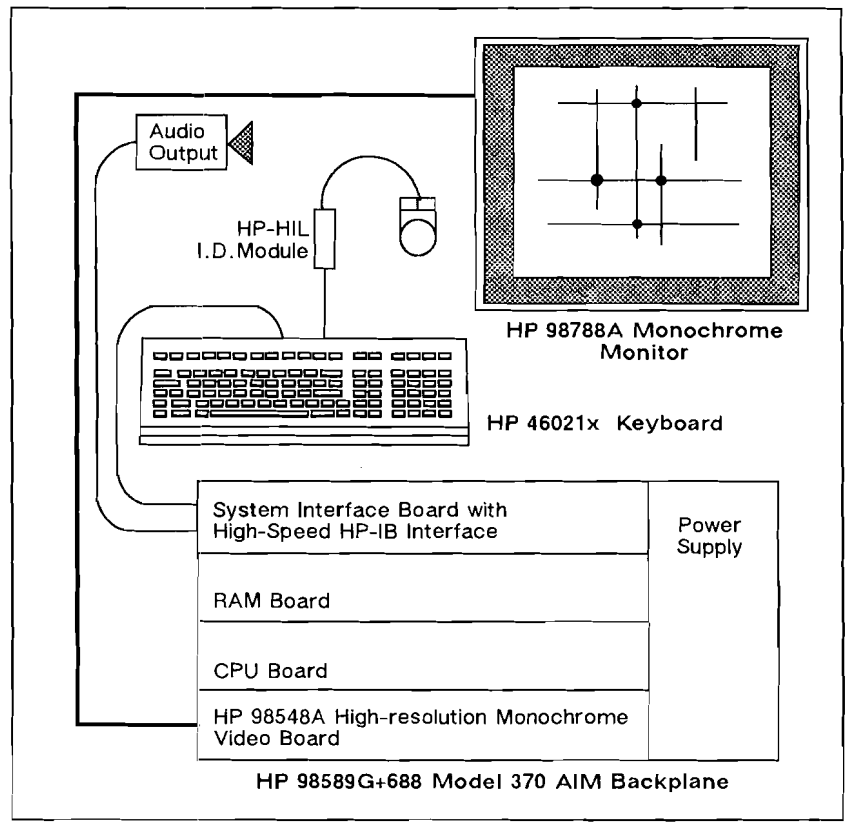 Audio
Output
HP-HIL
I.D.Module
HP 98788A Monochrome
Monitor
HP 46021x Keyboard
System Interface Board with
High-Speed HP-IB Interface
Power
Supply
RAM Board
CPU Board
HP 98548A High-resolution Monochrome
Video Board
HP 98589G+688 Model 370 AIM Backplane